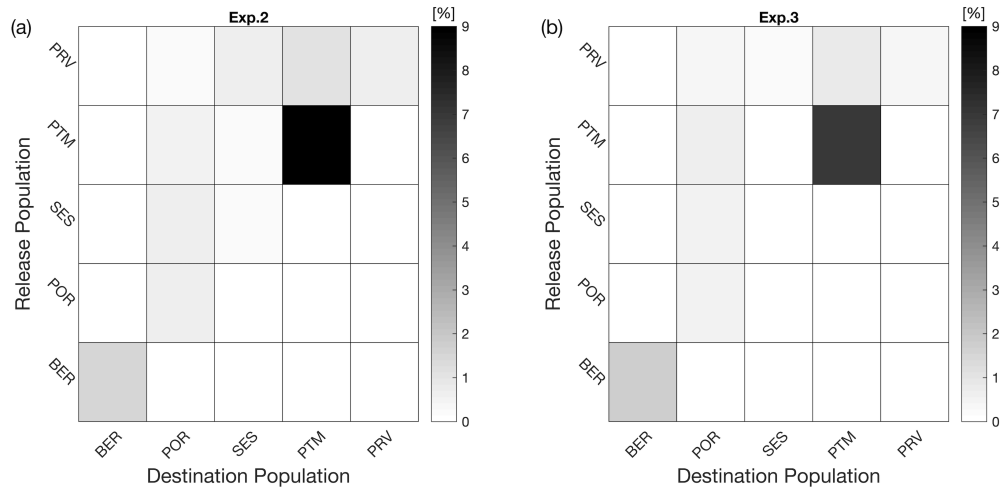 (a)
Exp.2
[%]
Release Population
PRV
PTM
SES
POR
BER
9
8
7
6
5
4
3
2
1
0
BER POR SES PTM PRV
Destination Population
(b)
Exp.3
[%]
Release Population
PRV
PTM
SES
POR
BER
9
8
7
6
5
4
3
2
1
0
BER POR SES PTM PRV
Destination Population